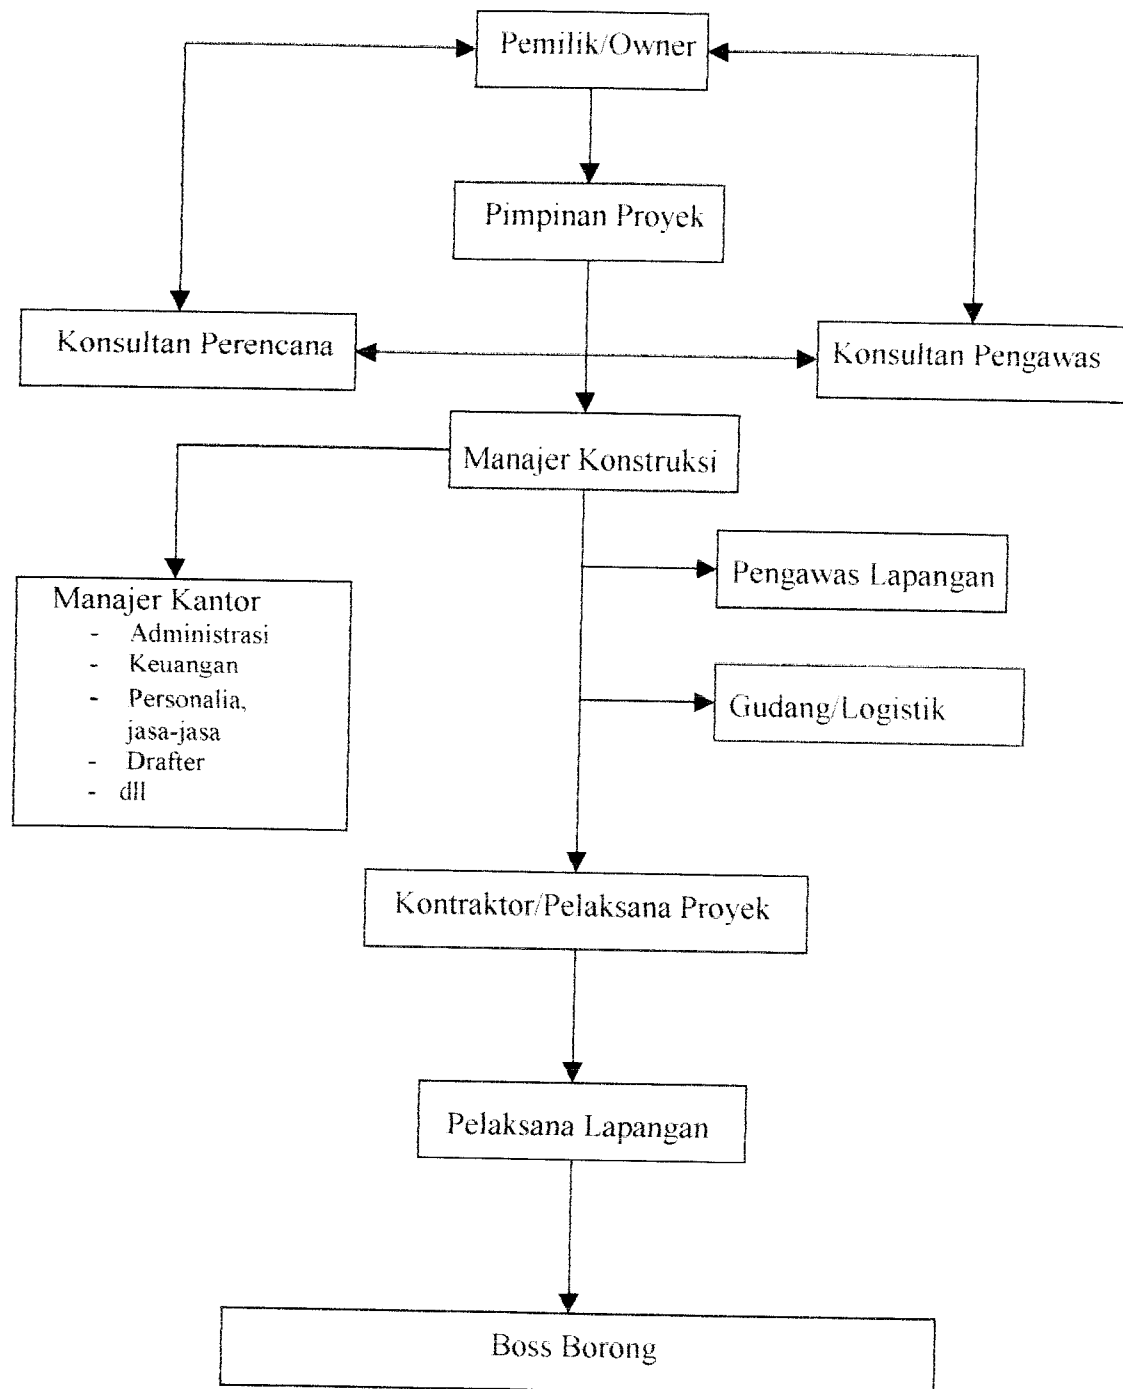 Pemilik/Owner
Pimpinan Proyek
Konsultan Perencana
Konsultan Pengawas
Manajer Konstruksi
Pengawas Lapangan
Manajer Kantor
- Administrasi
- Keuangan
- Personalia,
jasa-jasa
- Drafter
- dll
Gudang/Logistik
Kontraktor/Pelaksana Proyek
Pelaksana Lapangan
Boss Borong